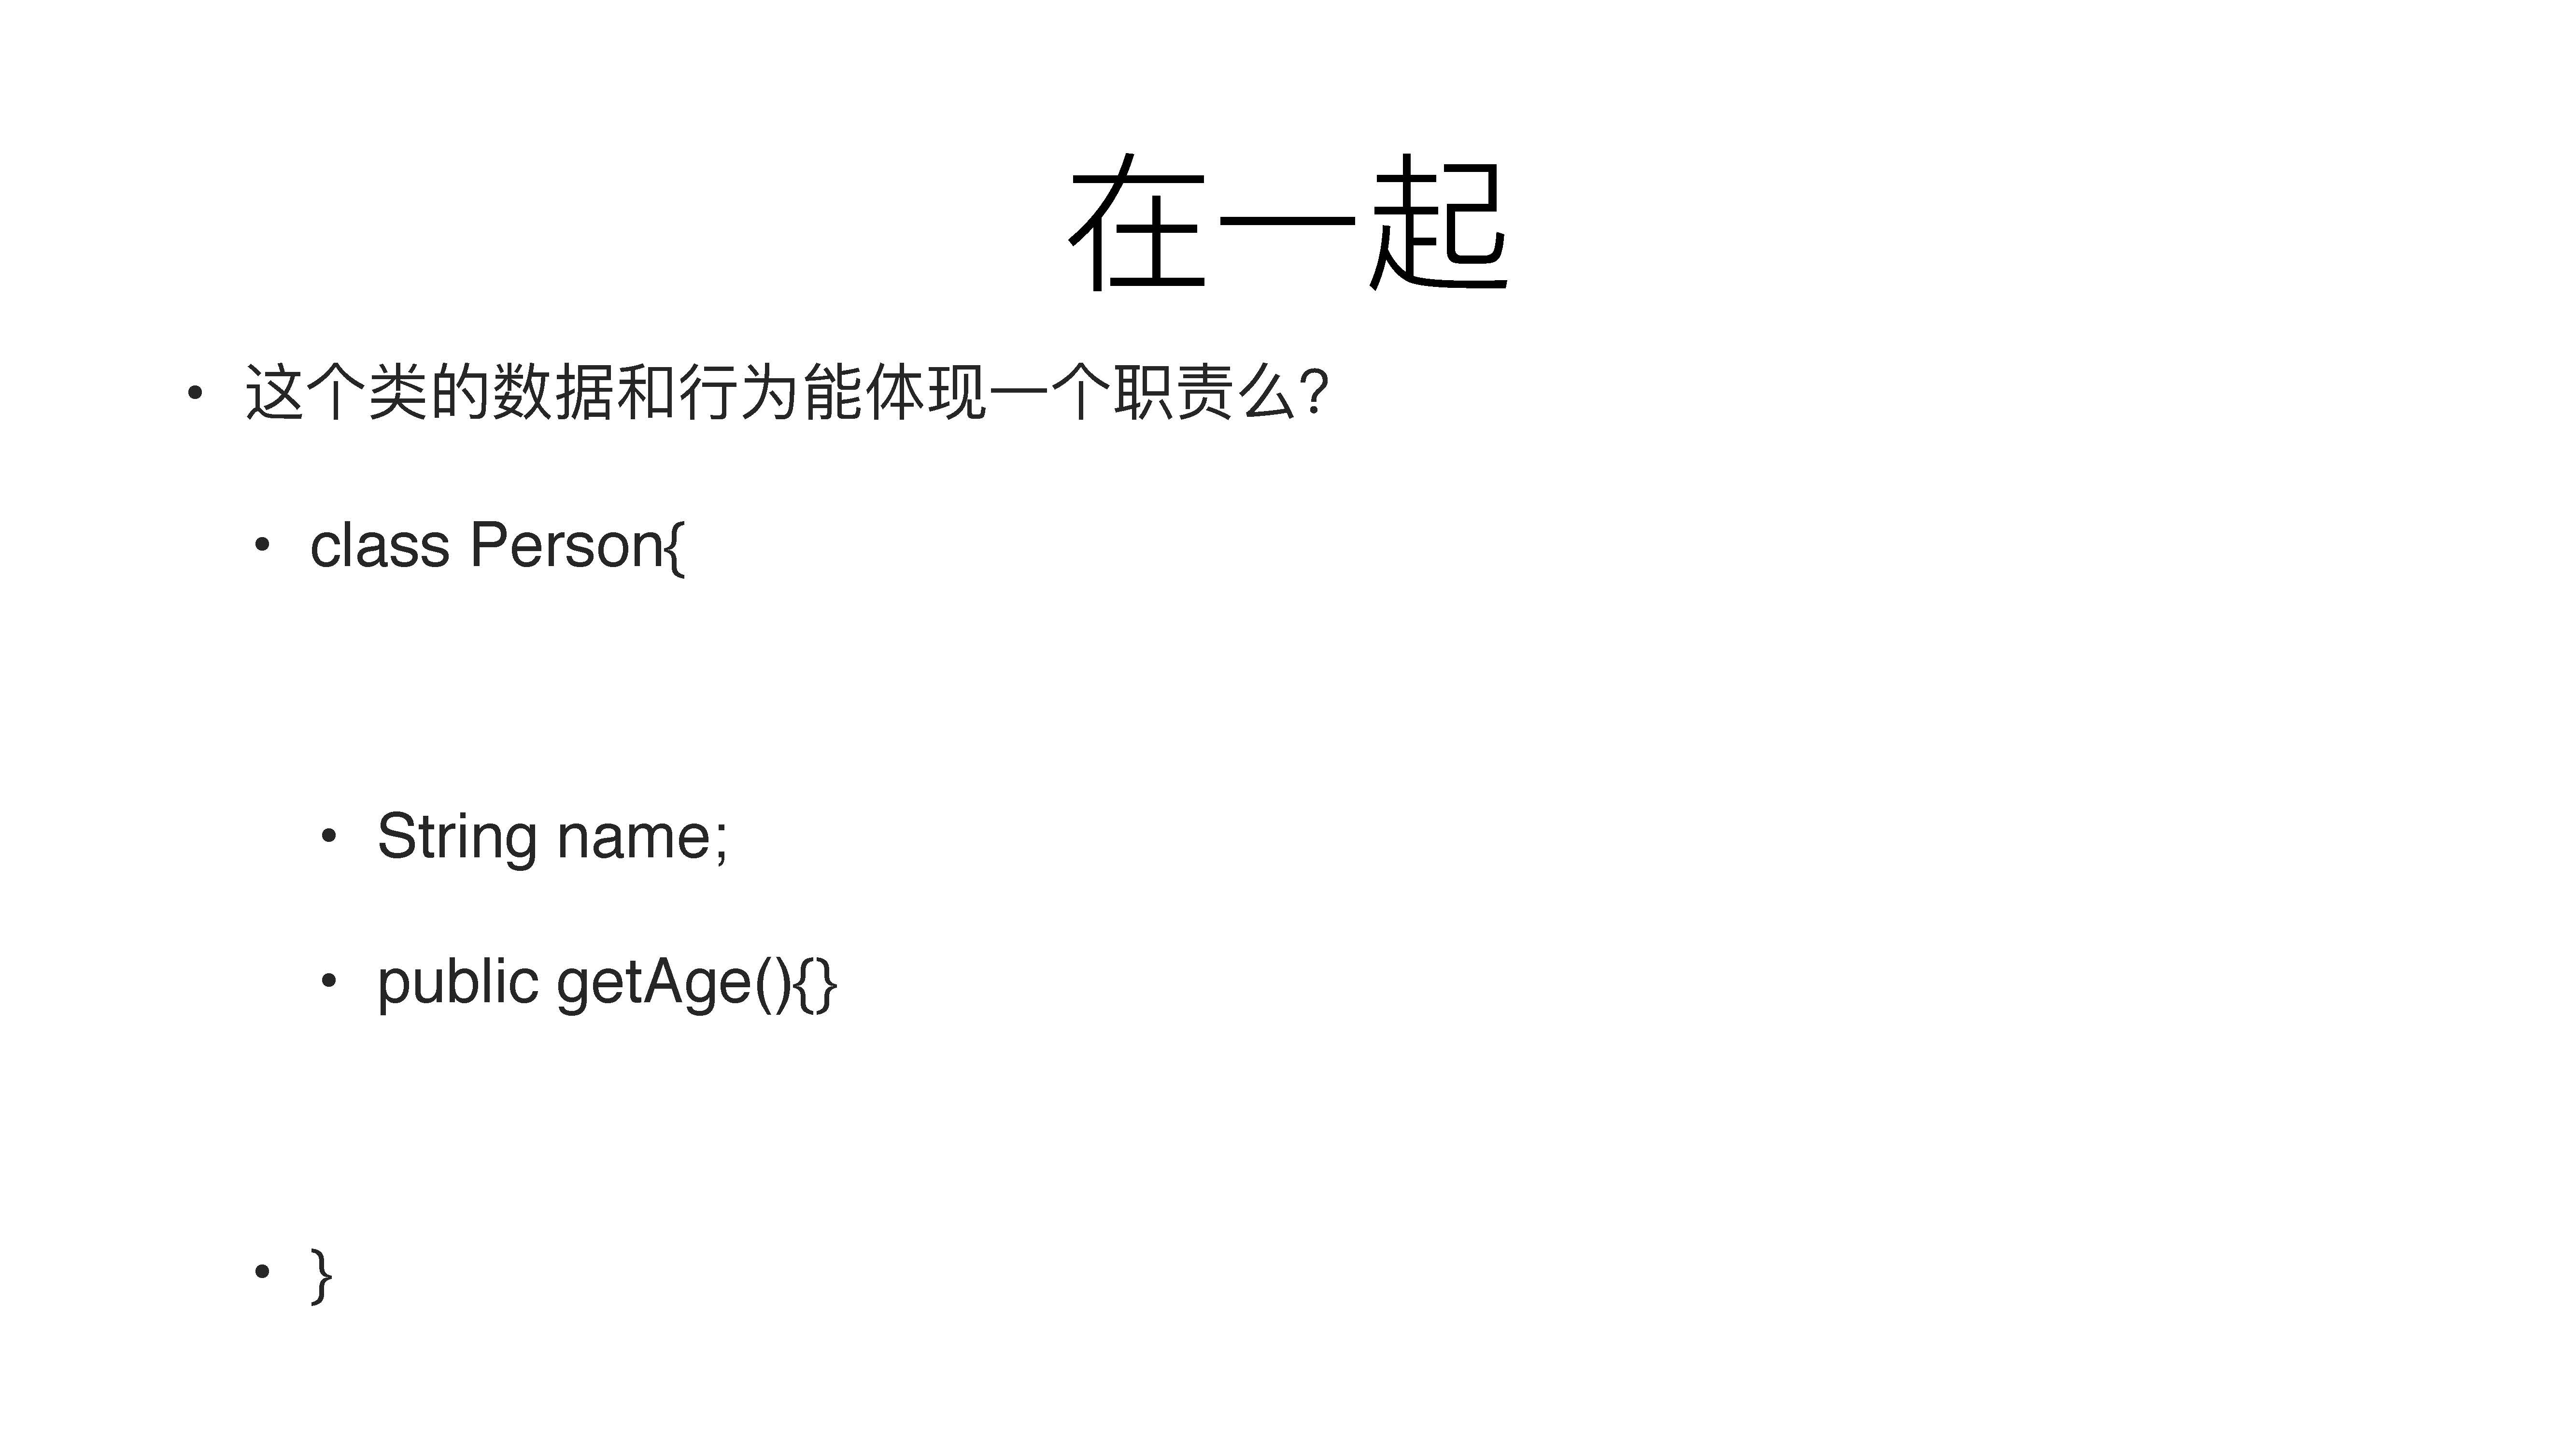 在一起
• 这个类的数据和行为能体现一个职责么?
• class Person{
• String name;
• public getAge(){}
• }